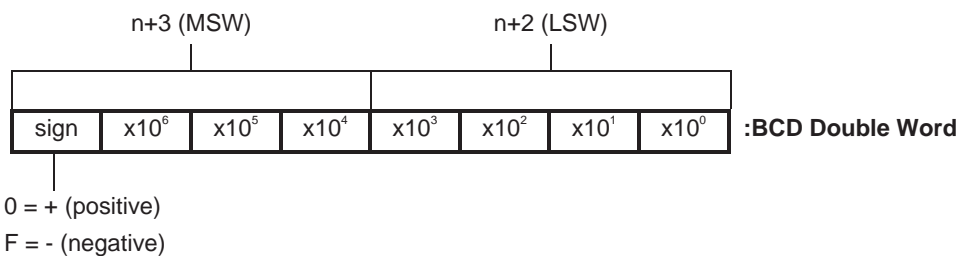 n+3 (MSW) n+2 (LSW)
sign x10⁶ x10⁵ x10⁴ x10³ x10² x10¹ x10⁰ :BCD Double Word
0 = + (positive)
F = - (negative)